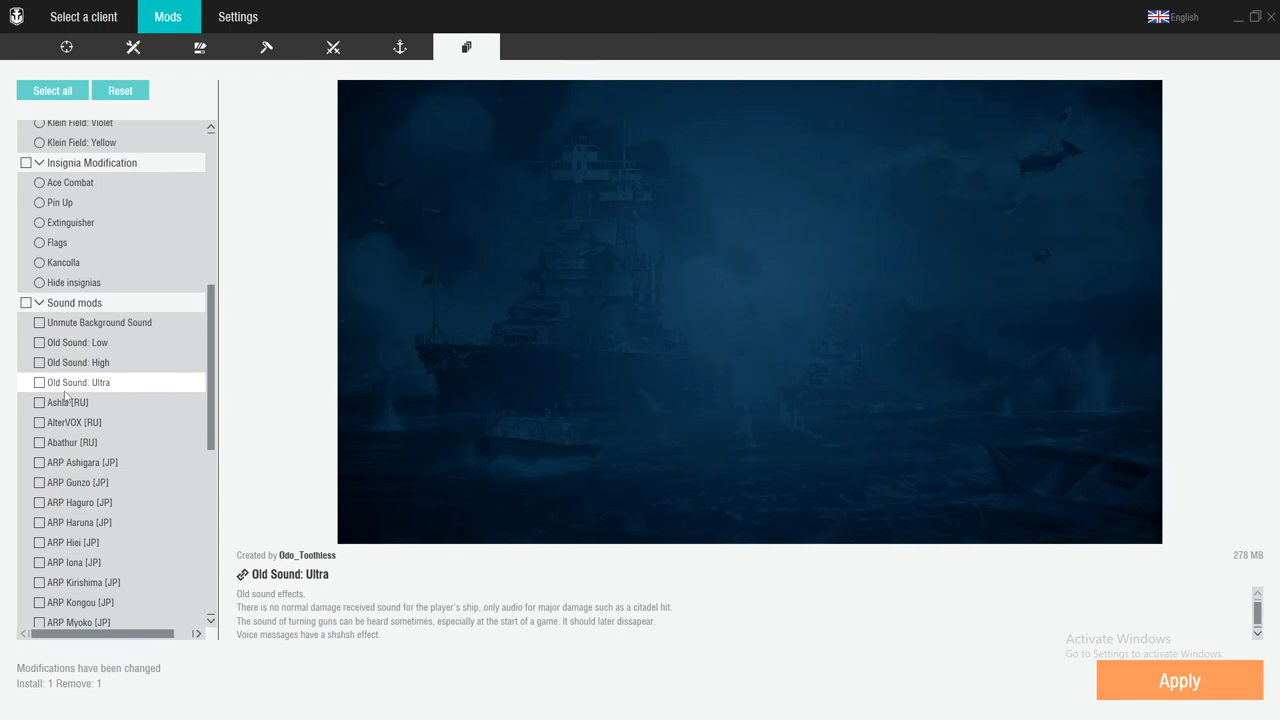 Select a client
Mods
Settings
English
Select all
Reset
Klein Field: Violet
Klein Field: Yellow
Insignia Modification
Ace Combat
Pin Up
Extinguisher
Flags
Kancolla
Hide insignias
Sound mods
Unmute Background Sound
Old Sound: Low
Old Sound: High
Old Sound: Ultra
Ashla [RU]
AlterVOX [RU]
Abathur [RU]
ARP Ashigara [JP]
ARP Gunzo [JP]
ARP Haguro [JP]
ARP Haruna [JP]
ARP Hiei [JP]
ARP Iona [JP]
ARP Kirishima [JP]
ARP Kongou [JP]
ARP Myoko [JP]
Created by Odo_Toothless
278 MB
Old Sound: Ultra
Old sound effects.
There is no normal damage received sound for the player's ship, only audio for major damage such as a citadel hit.
The sound of turning guns can be heard sometimes, especially at the start of a game. It should later dissapear.
Voice messages have a shshsh effect.
Activate Windows
Go to Settings to activate Windows.
Modifications have been changed
Install: 1 Remove: 1
Apply